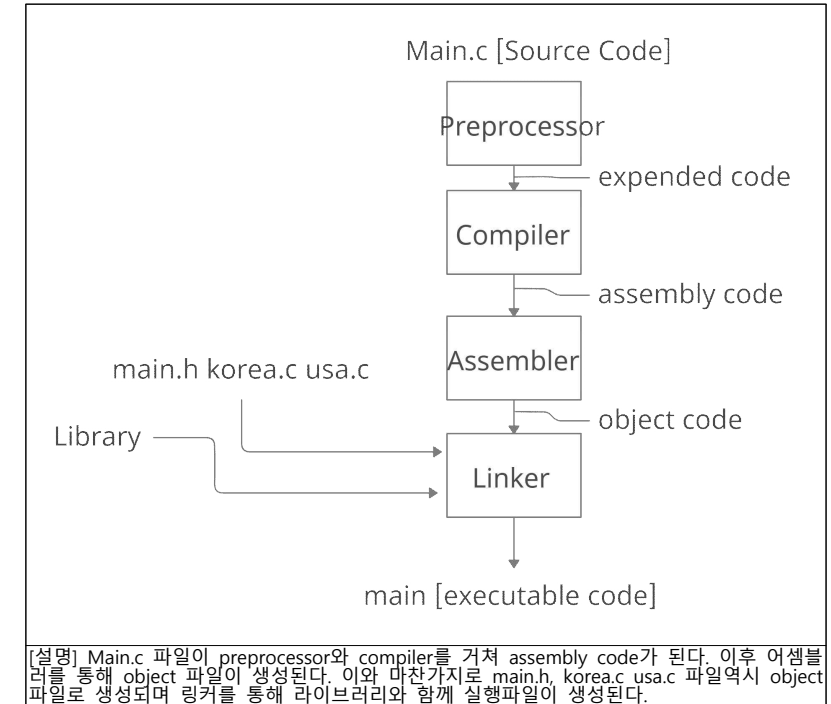 Main.c [Source Code]
Preprocessor
expended code
Compiler
assembly code
Assembler
main.h korea.c usa.c
object code
Library
Linker
main [executable code]
[설명] Main.c 파일이 preprocessor와 compiler를 거쳐 assembly code가 된다. 이후 어셈블
러를 통해 object 파일이 생성된다. 이와 마찬가지로 main.h, korea.c usa.c 파일역시 object
파일로 생성되며 링커를 통해 라이브러리와 함께 실행파일이 생성된다.